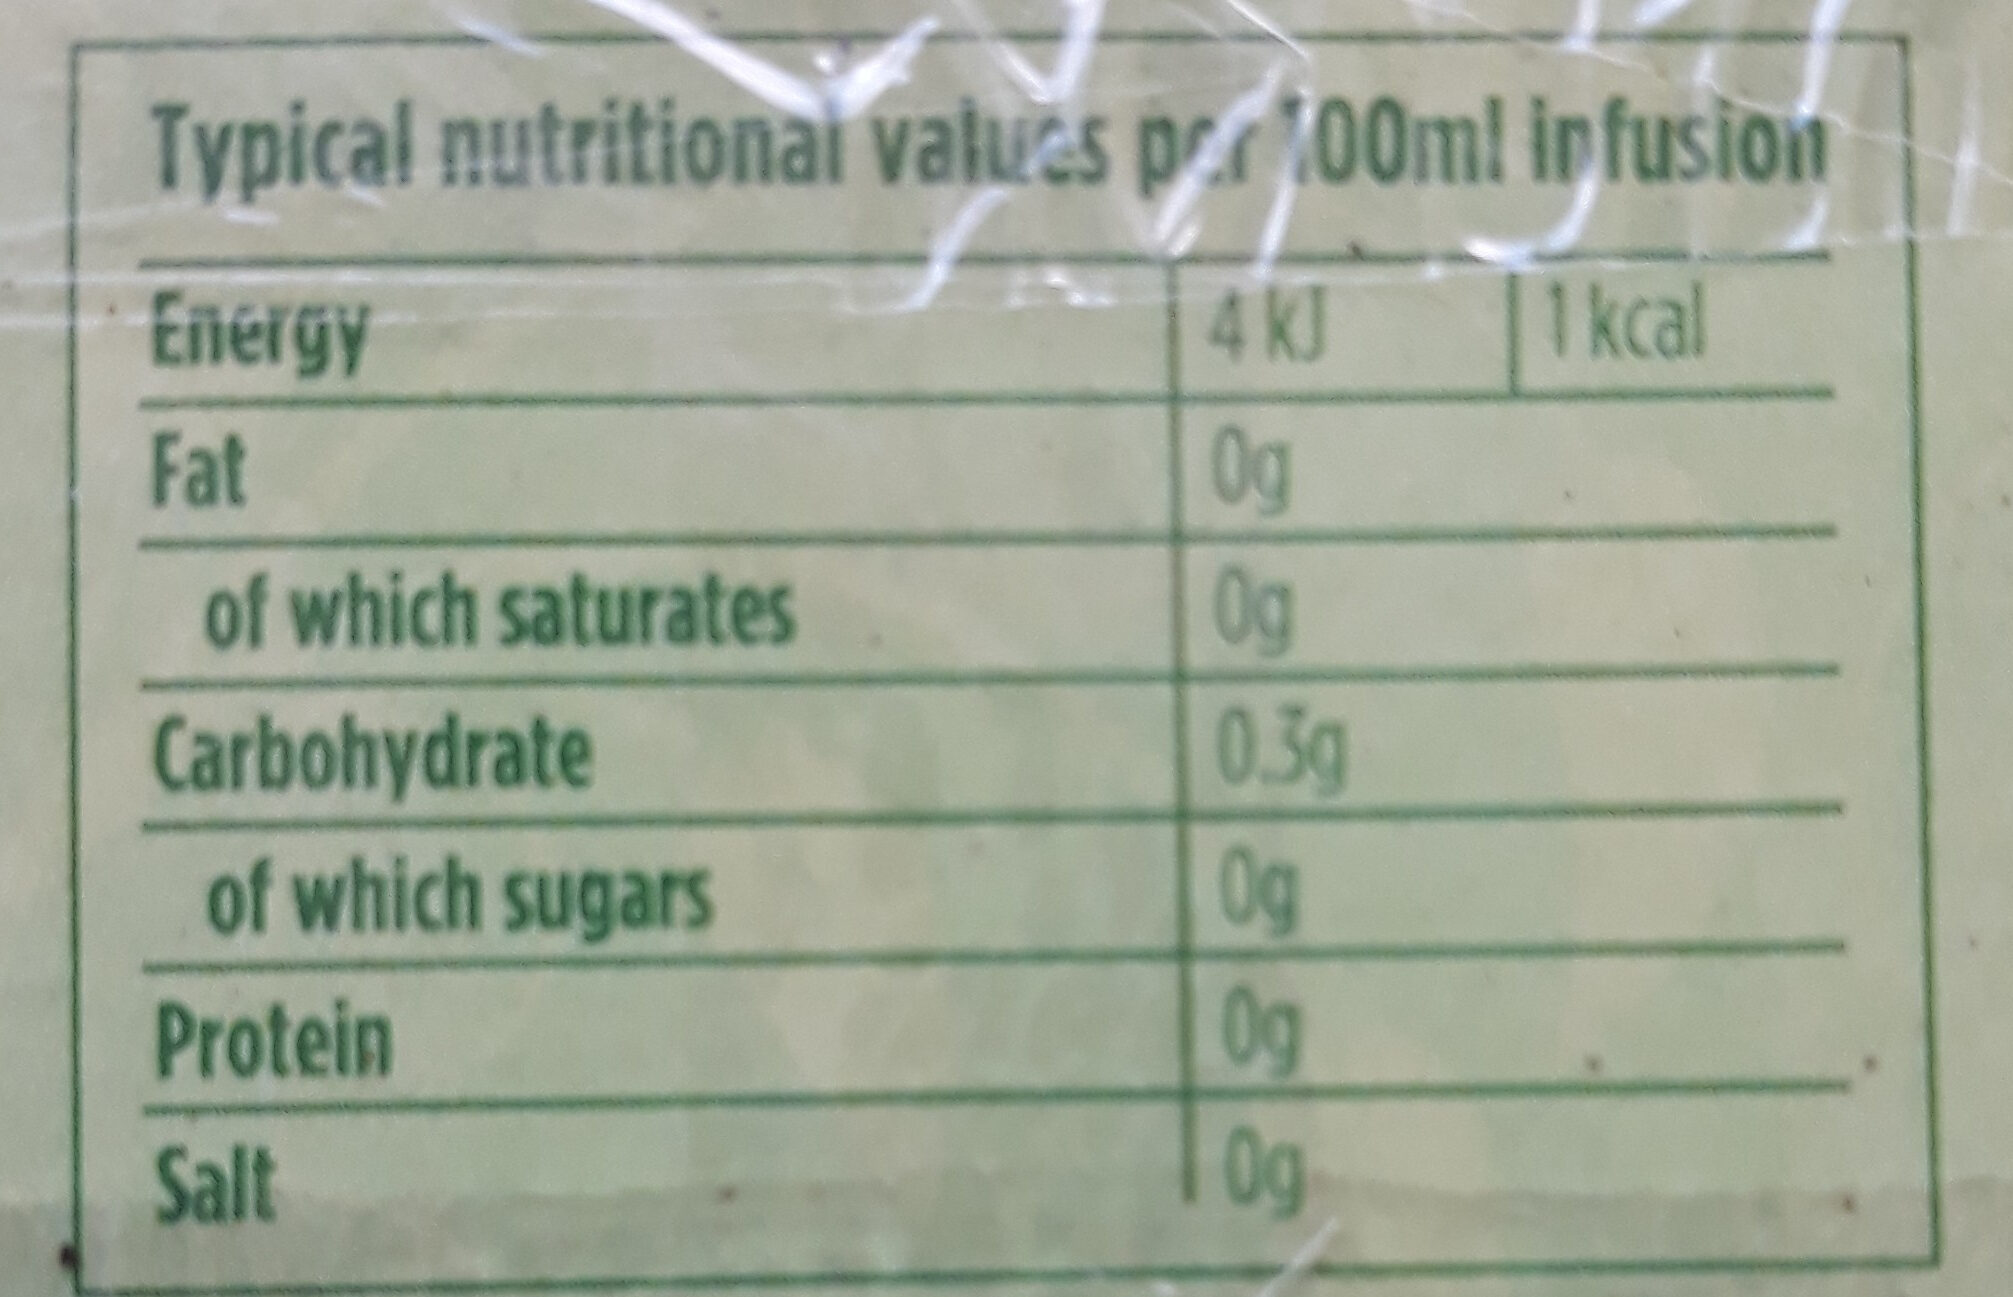 Typical nutritional values per 100ml infusion
Energy 4 kJ 1 kcal
Fat 0g
of which saturates 0g
Carbohydrate 0.3g
of which sugars 0g
Protein 0g
Salt 0g